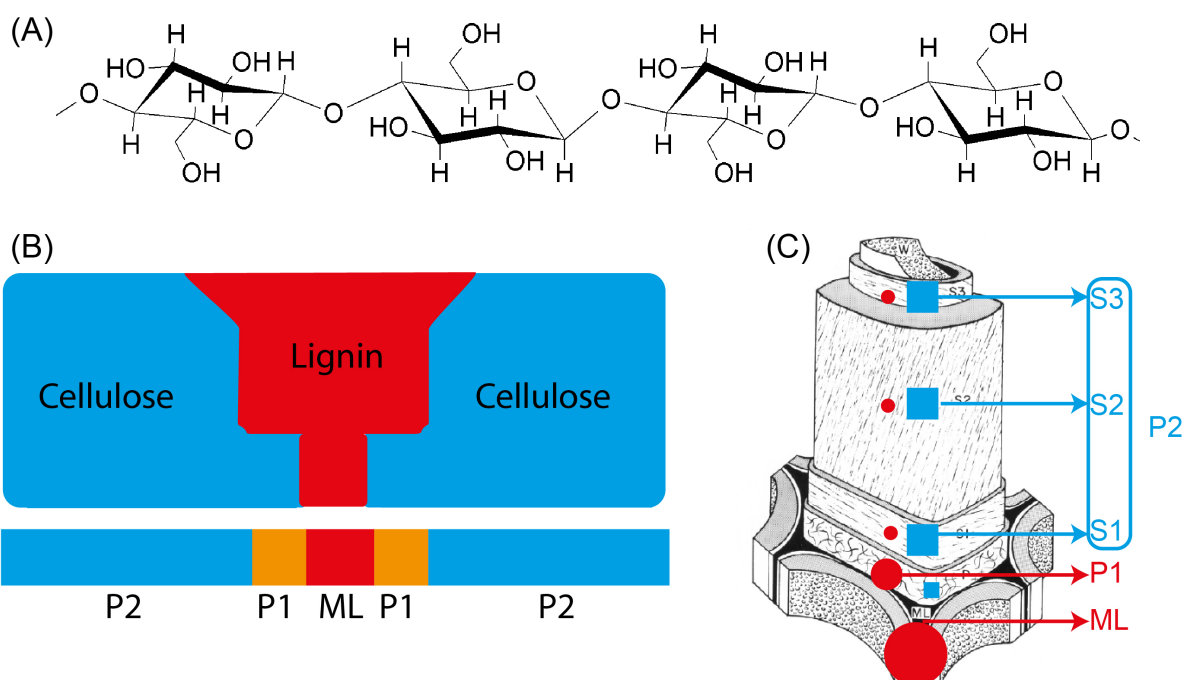 (A)
H OH
H H H OH
HO OH H HO OH H
O H H O O H H O
H O H H H O H H
HO HO
H OH H OH
OH H H OH H H
(B) (C)
W
S3 S3
Lignin
Cellulose Cellulose
S2 S2
P2
S1 S1
P P1
ML ML
P2 P1 ML P1 P2